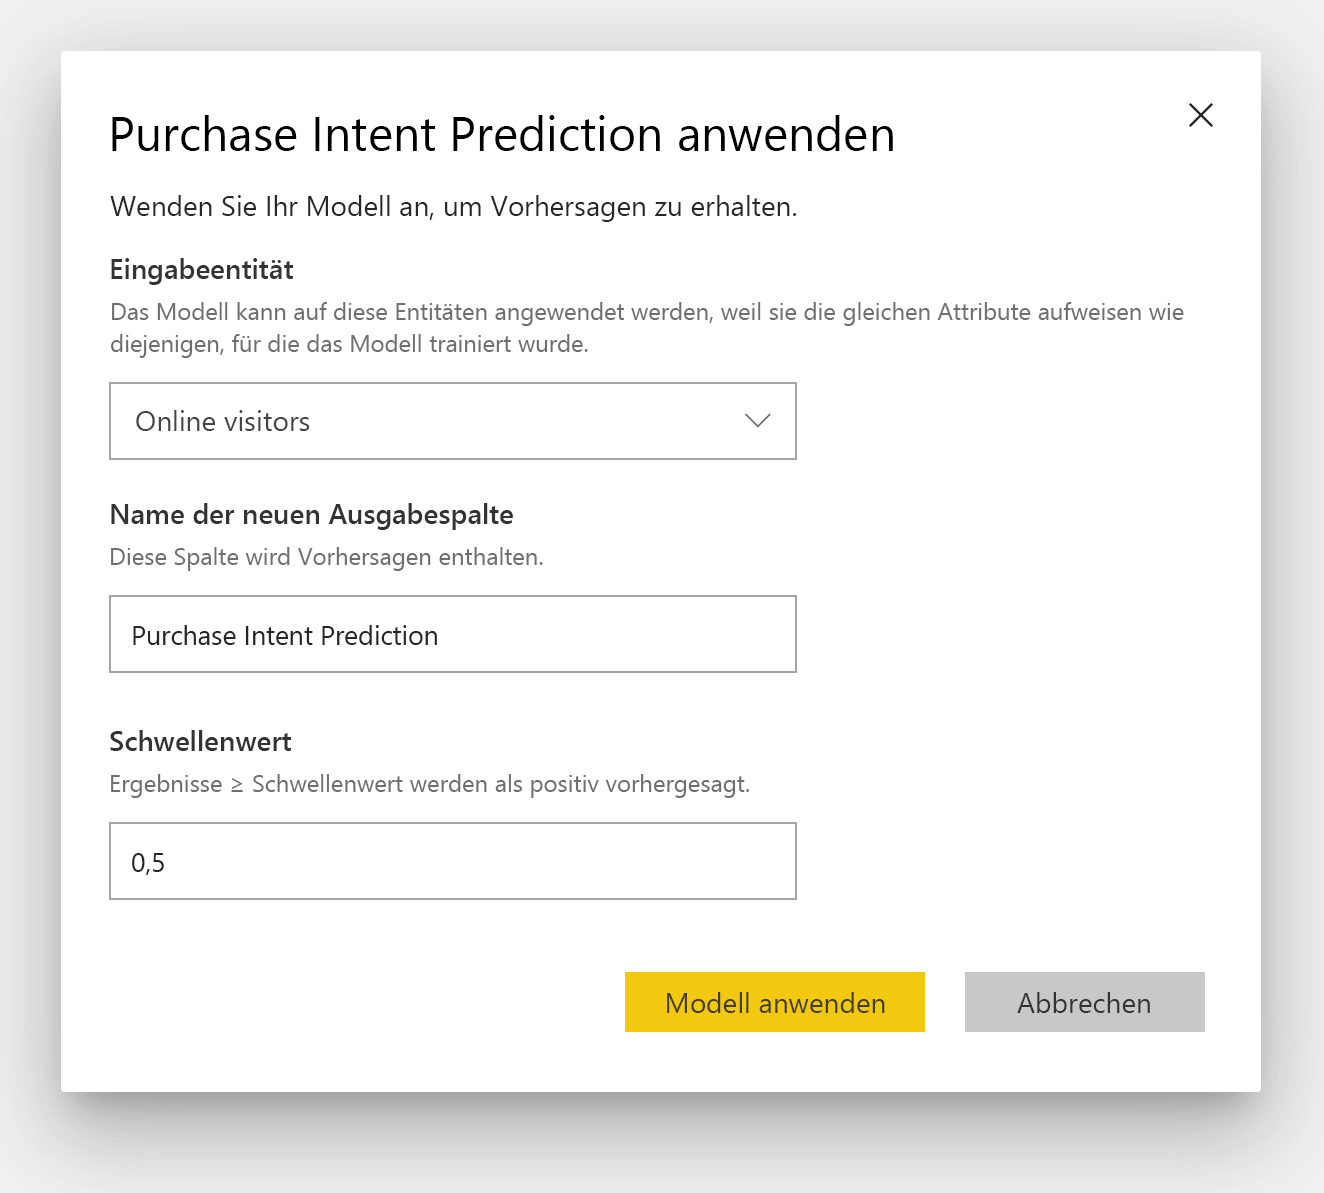 Purchase Intent Prediction anwenden
Wenden Sie Ihr Modell an, um Vorhersagen zu erhalten.
Eingabeentität
Das Modell kann auf diese Entitäten angewendet werden, weil sie die gleichen Attribute aufweisen wie
diejenigen, für die das Modell trainiert wurde.
Online visitors
Name der neuen Ausgabespalte
Diese Spalte wird Vorhersagen enthalten.
Purchase Intent Prediction
Schwellenwert
Ergebnisse ≥ Schwellenwert werden als positiv vorhergesagt.
0,5
Modell anwenden Abbrechen